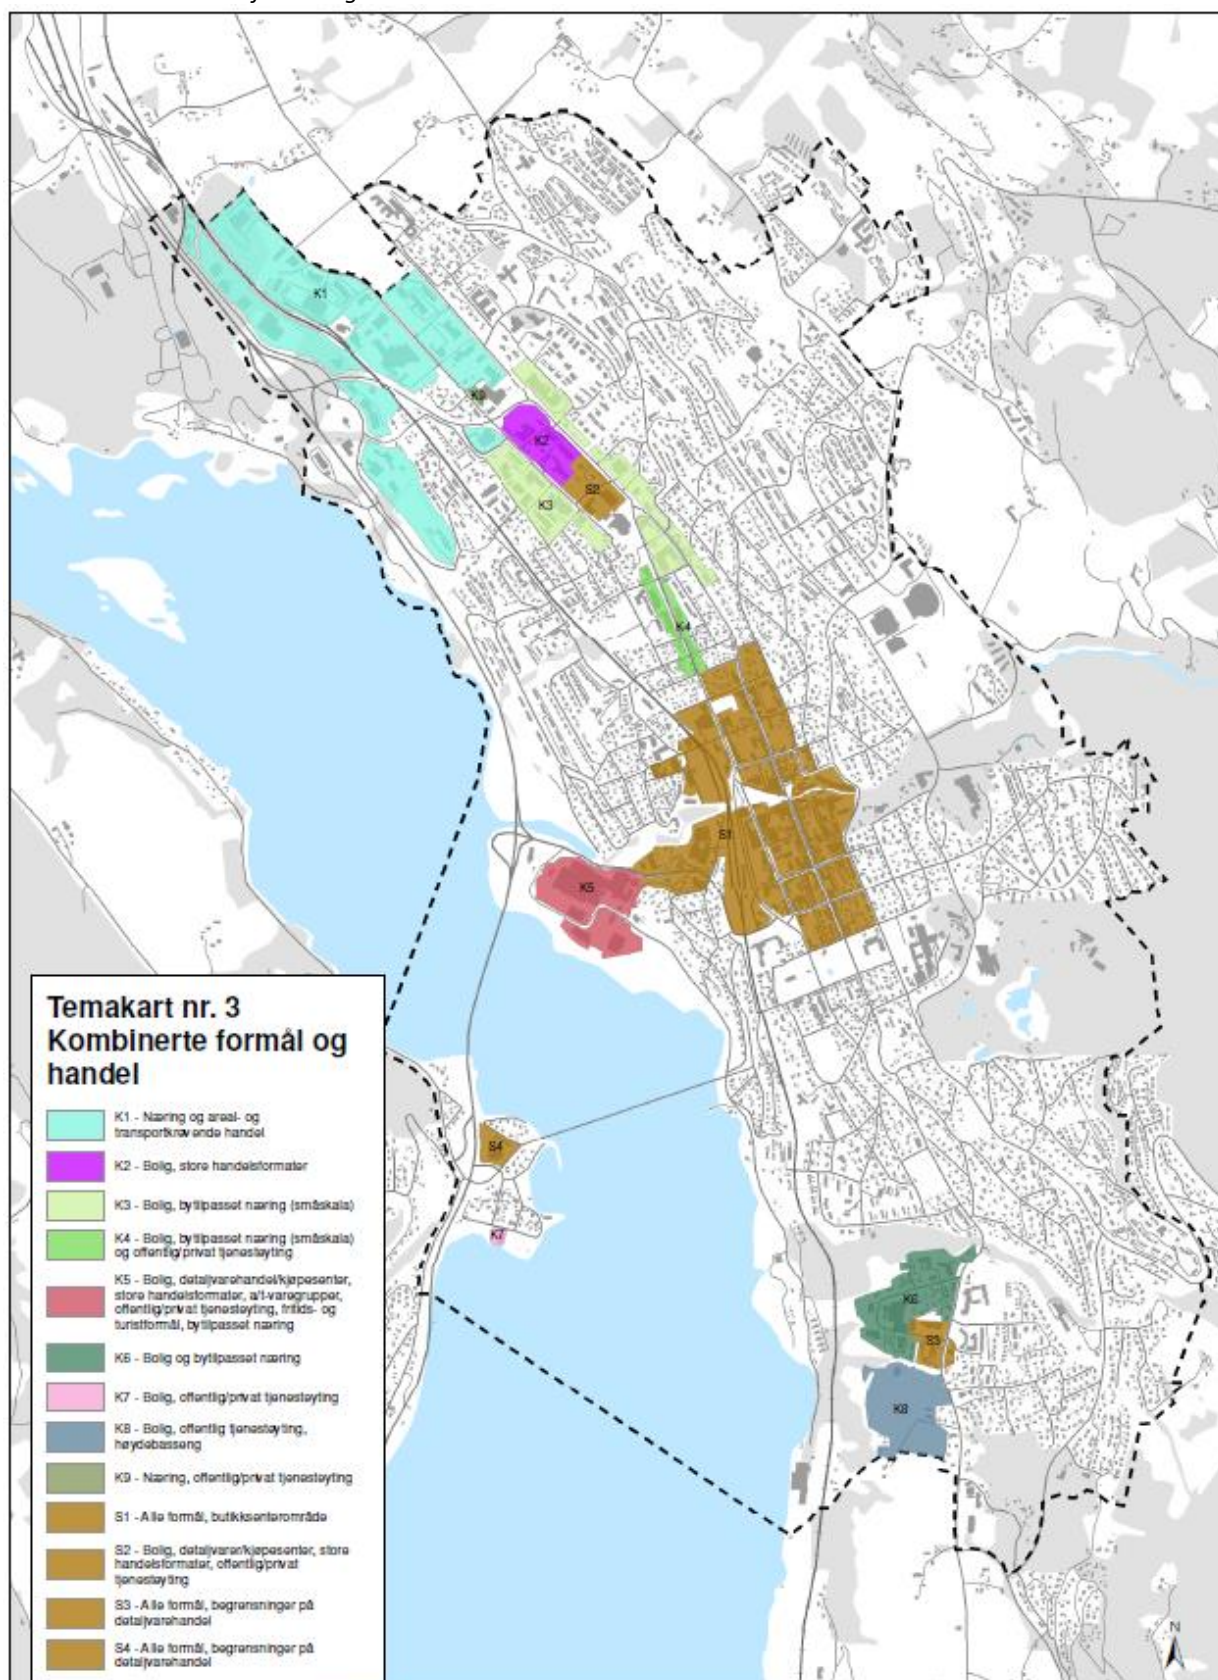 Temakart nr. 3
Kombinerte formål og
handel
K1 - Næring og areal- og
transportkrevende handel
K2 - Bolig, store handelsformater
K3 - Bolig, bytilpasset næring (småskala)
K4 - Bolig, bytilpasset næring (småskala)
og offentlig/privat tjenesteyting
K5 - Bolig, detaljvarehandel/kjøpesenter,
store handelsformater, a/t-varegrupper,
offentlig/privat tjenesteyting, fritids- og
turistformål, bytilpasset næring
K6 - Bolig og bytilpasset næring
K7 - Bolig, offentlig/privat tjenesteyting
K8 - Bolig, offentlig tjenesteyting,
høydebasseng
K9 - Næring, offentlig/privat tjenesteyting
S1 - Alle formål, butikksenterområde
S2 - Bolig, detaljvarer/kjøpesenter, store
handelsformater, offentlig/privat
tjenesteyting
S3 - Alle formål, begrensninger på
detaljvarehandel
S4 - Alle formål, begrensninger på
detaljvarehandel
K1
K9
K2
S2
K3
K4
S1
K5
S4
K7
K6
S3
K8
N